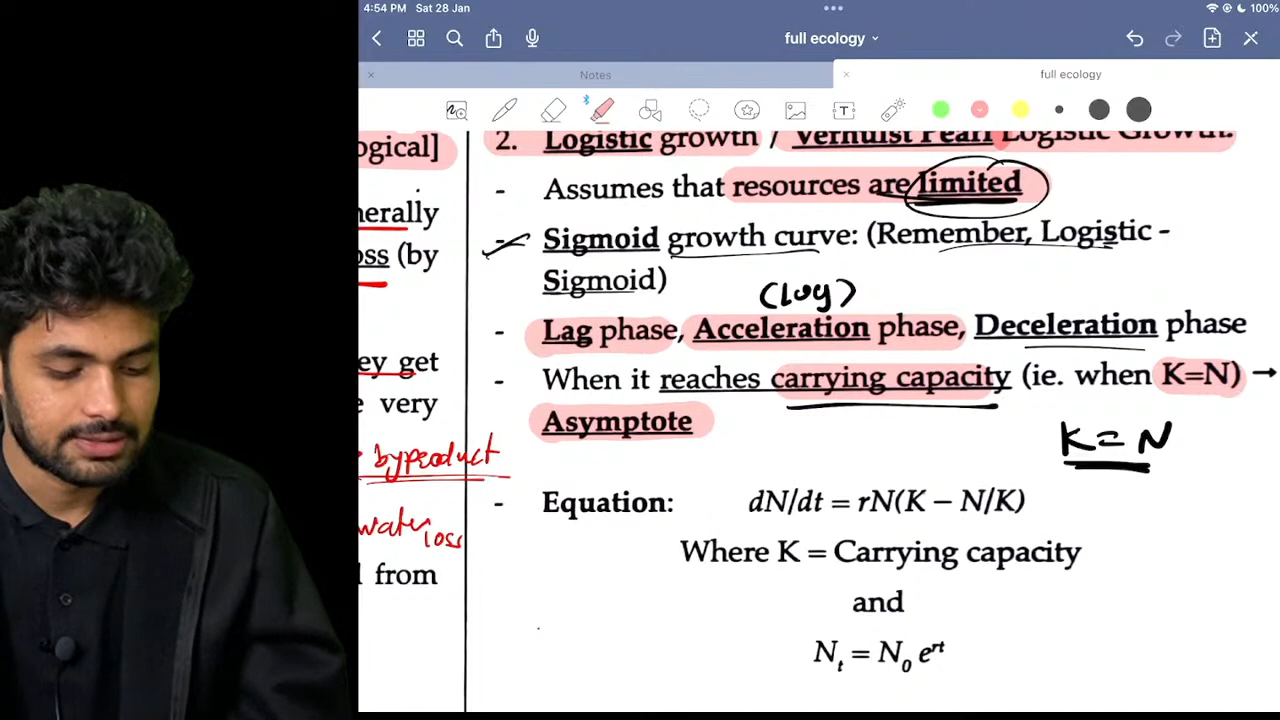 4:54 PM Sat 28 Jan
100%
full ecology
Notes
full ecology
ogical]
nerally
oss (by
ey get
e very
byproduct
water loss
l from
2. Logistic growth / Verhulst Pearl Logistic Growth:
- Assumes that resources are limited
- Sigmoid growth curve: (Remember, Logistic -
Sigmoid)
(log)
- Lag phase, Acceleration phase, Deceleration phase
- When it reaches carrying capacity (ie. when K=N) →
Asymptote
K = N
- Equation: dN/dt = rN(K – N/K)
Where K = Carrying capacity
and
Nₜ = N₀ eʳᵗ